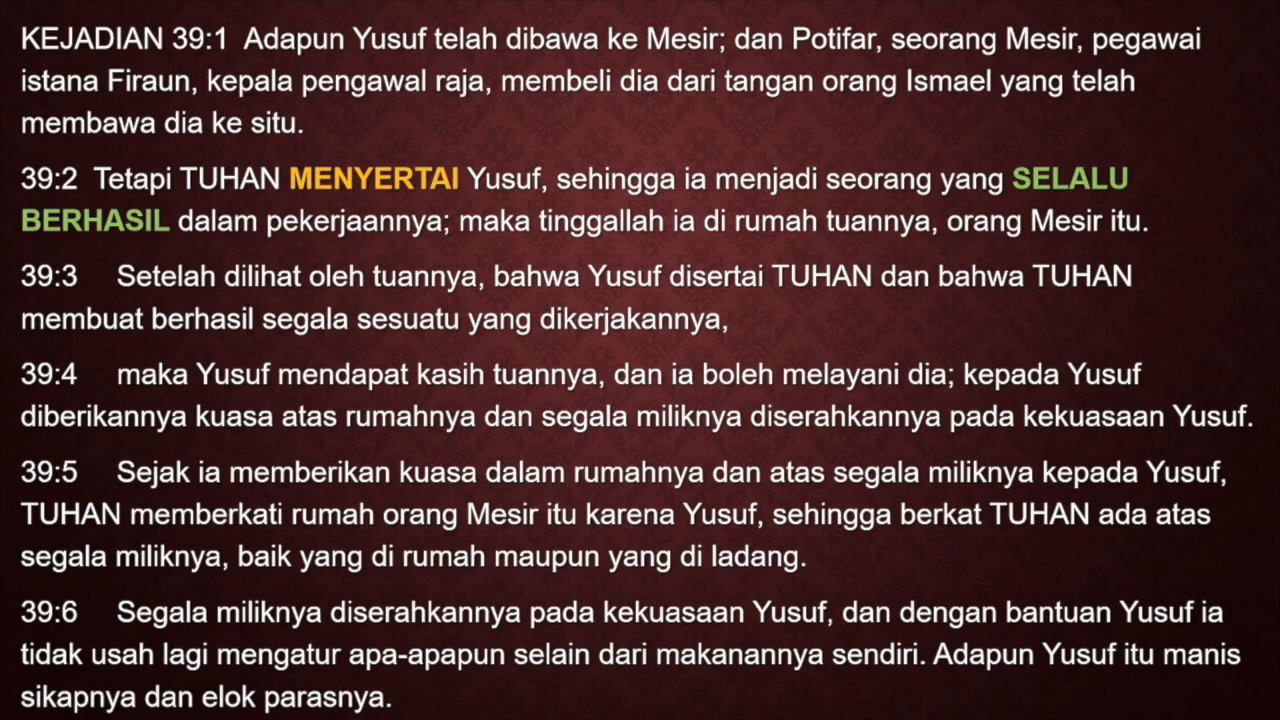 KEJADIAN 39:1 Adapun Yusuf telah dibawa ke Mesir; dan Potifar, seorang Mesir, pegawai
istana Firaun, kepala pengawal raja, membeli dia dari tangan orang Ismael yang telah
membawa dia ke situ.
39:2 Tetapi TUHAN MENYERTAI Yusuf, sehingga ia menjadi seorang yang SELALU
BERHASIL dalam pekerjaannya; maka tinggallah ia di rumah tuannya, orang Mesir itu.
39:3 Setelah dilihat oleh tuannya, bahwa Yusuf disertai TUHAN dan bahwa TUHAN
membuat berhasil segala sesuatu yang dikerjakannya,
39:4 maka Yusuf mendapat kasih tuannya, dan ia boleh melayani dia; kepada Yusuf
diberikannya kuasa atas rumahnya dan segala miliknya diserahkannya pada kekuasaan Yusuf.
39:5 Sejak ia memberikan kuasa dalam rumahnya dan atas segala miliknya kepada Yusuf,
TUHAN memberkati rumah orang Mesir itu karena Yusuf, sehingga berkat TUHAN ada atas
segala miliknya, baik yang di rumah maupun yang di ladang.
39:6 Segala miliknya diserahkannya pada kekuasaan Yusuf, dan dengan bantuan Yusuf ia
tidak usah lagi mengatur apa-apapun selain dari makanannya sendiri. Adapun Yusuf itu manis
sikapnya dan elok parasnya.